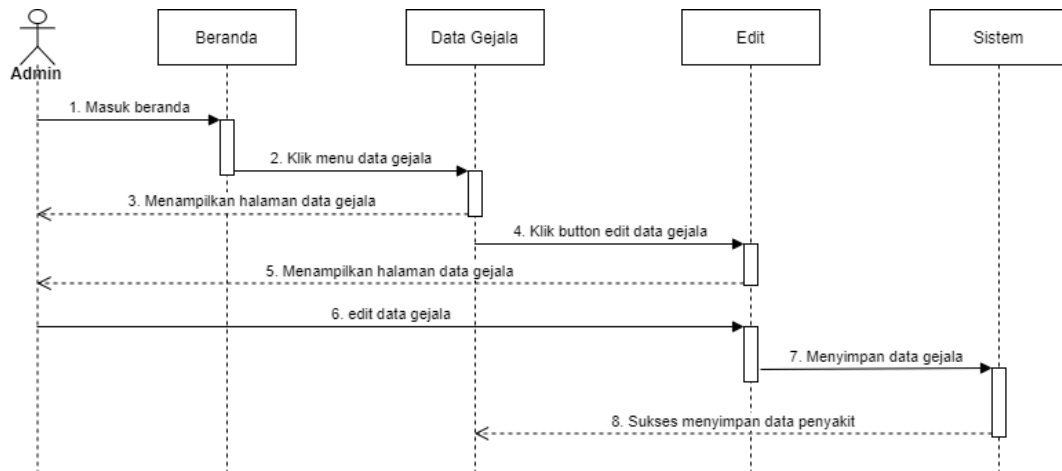 Admin
Beranda
Data Gejala
Edit
Sistem
1. Masuk beranda
2. Klik menu data gejala
3. Menampilkan halaman data gejala
4. Klik button edit data gejala
5. Menampilkan halaman data gejala
6. edit data gejala
7. Menyimpan data gejala
8. Sukses menyimpan data penyakit